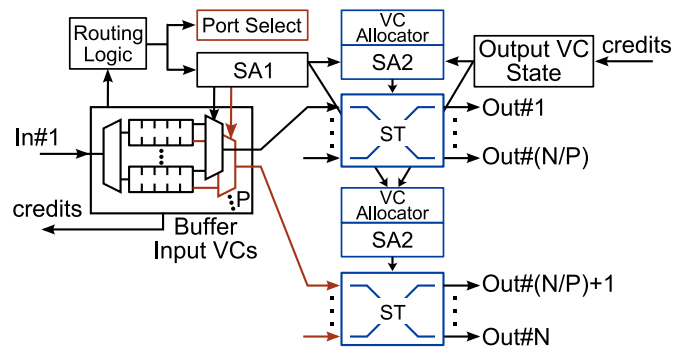 Routing
Logic
Port Select
SA1
VC
Allocator
SA2
Output VC
State
credits
In#1
P
credits
Buffer
Input VCs
ST
Out#1
Out#(N/P)
VC
Allocator
SA2
ST
Out#(N/P)+1
Out#N